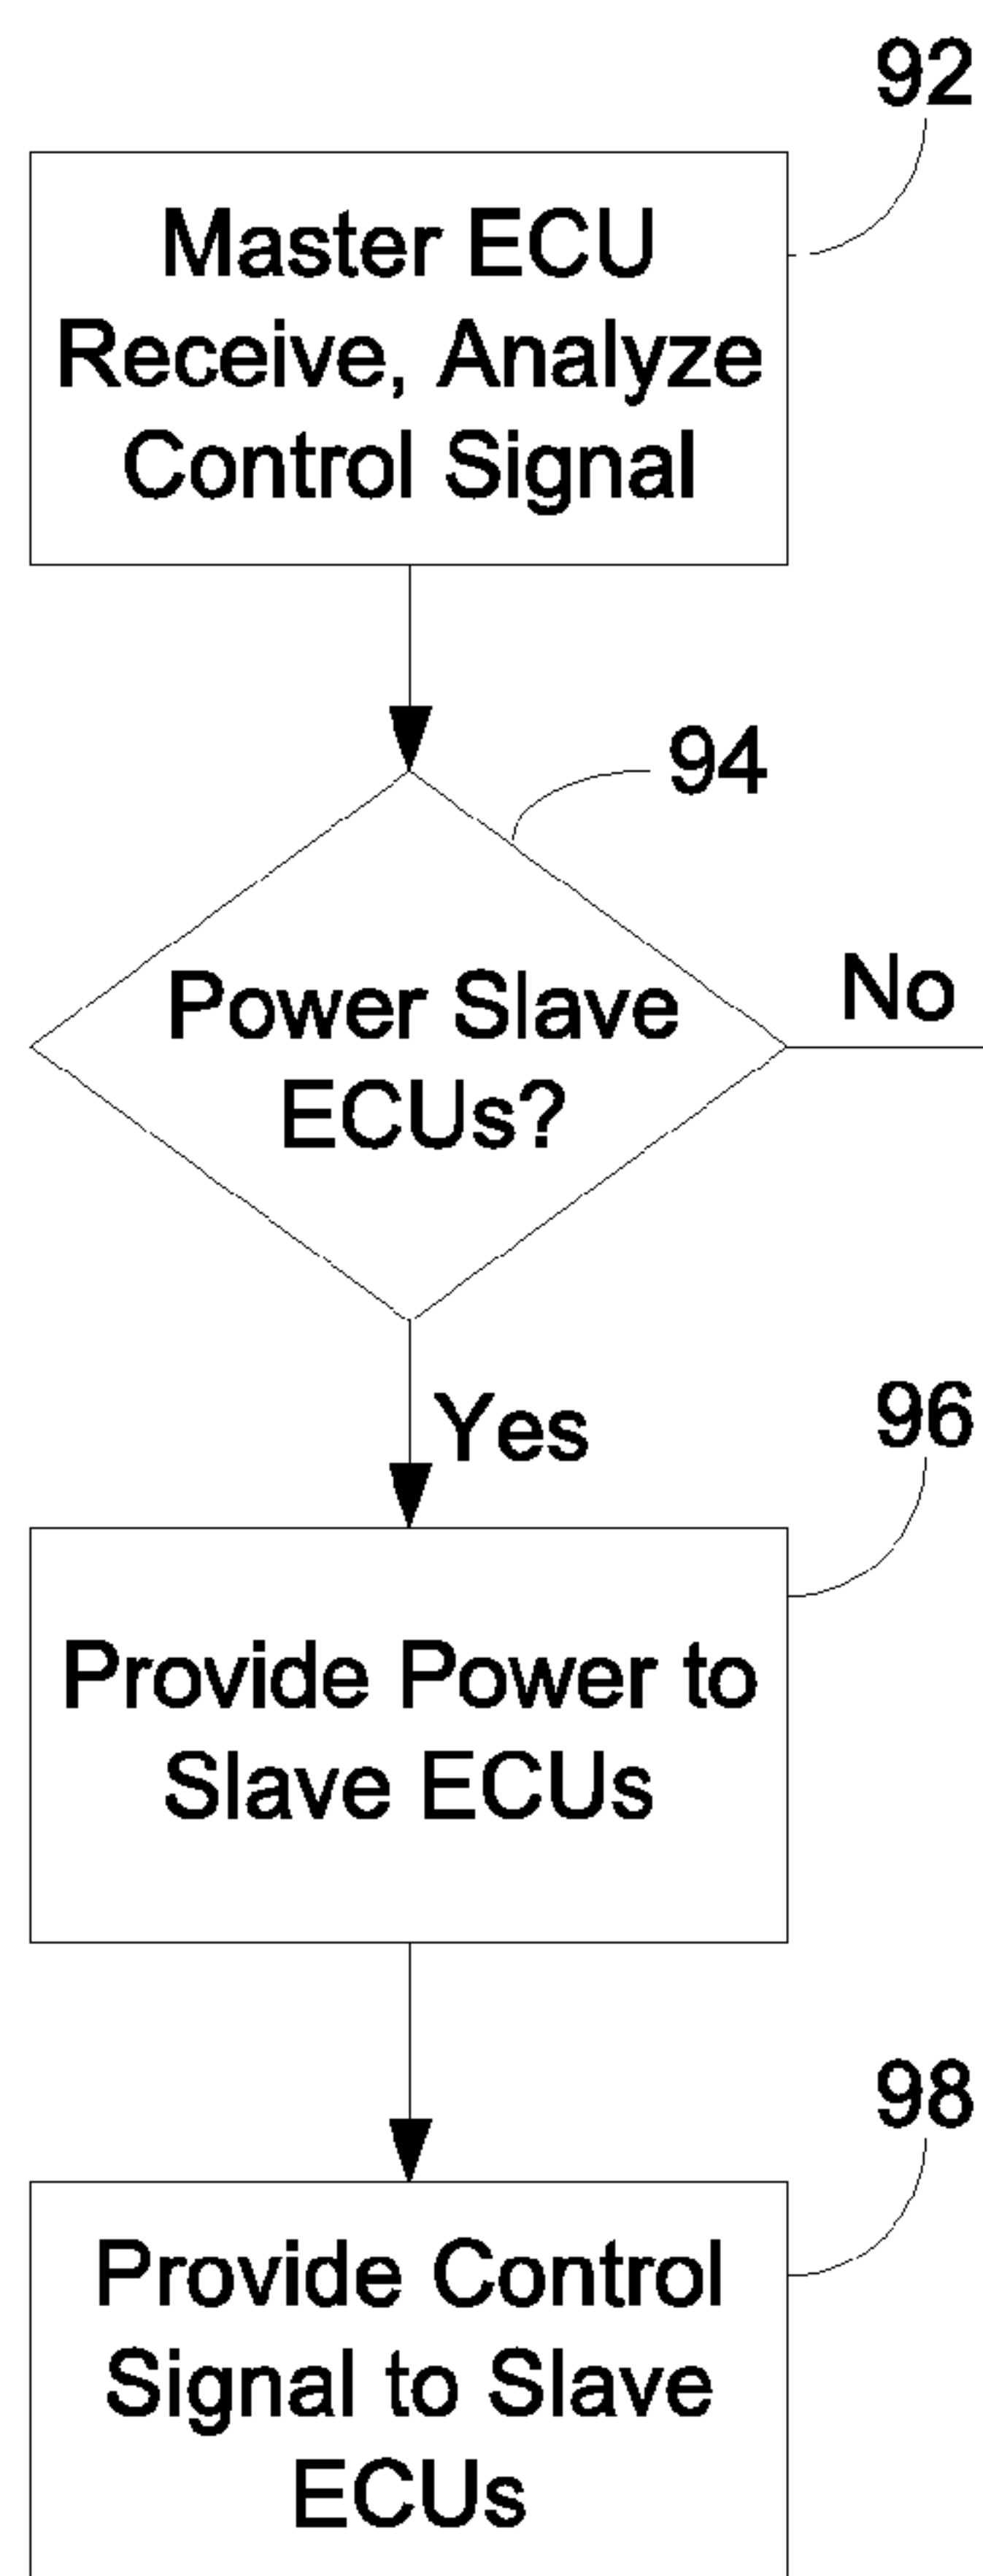 92
Master ECU
Receive, Analyze
Control Signal
94
Power Slave
ECUs?
No
Yes
96
Provide Power to
Slave ECUs
98
Provide Control
Signal to Slave
ECUs